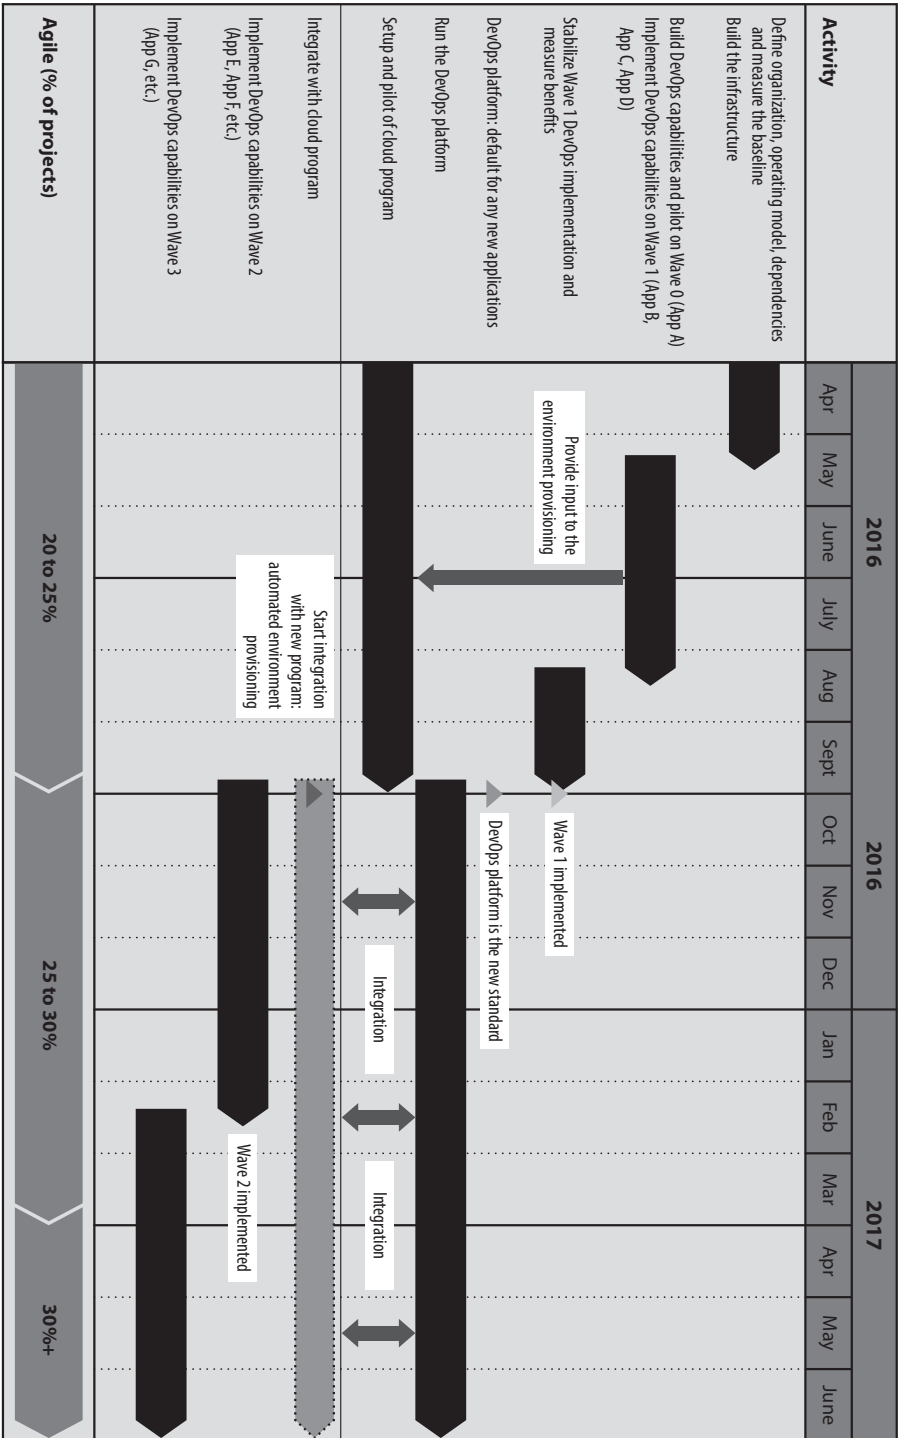 Activity
2016
2016
2017
Apr
May
June
July
Aug
Sept
Oct
Nov
Dec
Jan
Feb
Mar
Apr
May
June
Define organization, operating model, dependencies
and measure the baseline
Build the infrastructure
Build DevOps capabilities and pilot on Wave 0 (App A)
Implement DevOps capabilities on Wave 1 (App B,
App C, App D)
Provide input to the
environment provisioning
Stabilize Wave 1 DevOps implementation and
measure benefits
Wave 1 implemented
DevOps platform: default for any new applications
DevOps platform is the new standard
Run the DevOps platform
Setup and pilot of cloud program
Integration
Integration
Integrate with cloud program
Start integration
with new program:
automated environment
provisioning
Implement DevOps capabilities on Wave 2
(App E, App F, etc.)
Wave 2 implemented
Implement DevOps capabilities on Wave 3
(App G, etc.)
Agile (% of projects)
20 to 25%
25 to 30%
30%+